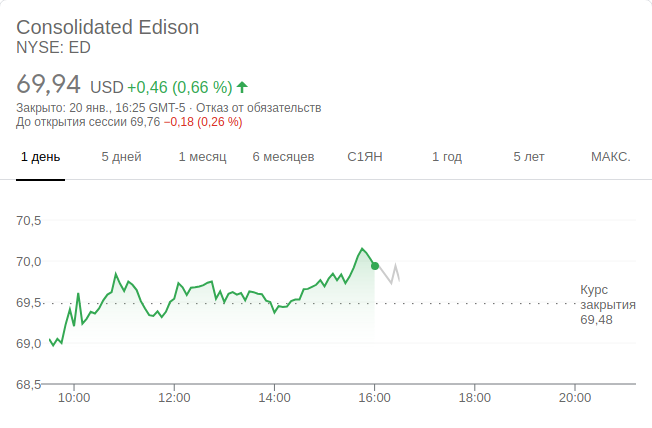 Consolidated Edison
NYSE: ED
69,94 USD +0,46 (0,66 %)
Закрыто: 20 янв., 16:25 GMT-5 · Отказ от обязательств
До открытия сессии 69,76 −0,18 (0,26 %)
1 день 5 дней 1 месяц 6 месяцев С1ЯН 1 год 5 лет МАКС.
70,5
70,0
69,5
69,0
68,5
Курс
закрытия
69,48
10:00 12:00 14:00 16:00 18:00 20:00